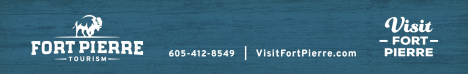 FORT PIERRE
TOURISM
605-412-8549 | VisitFortPierre.com
Visit
FORT
PIERRE